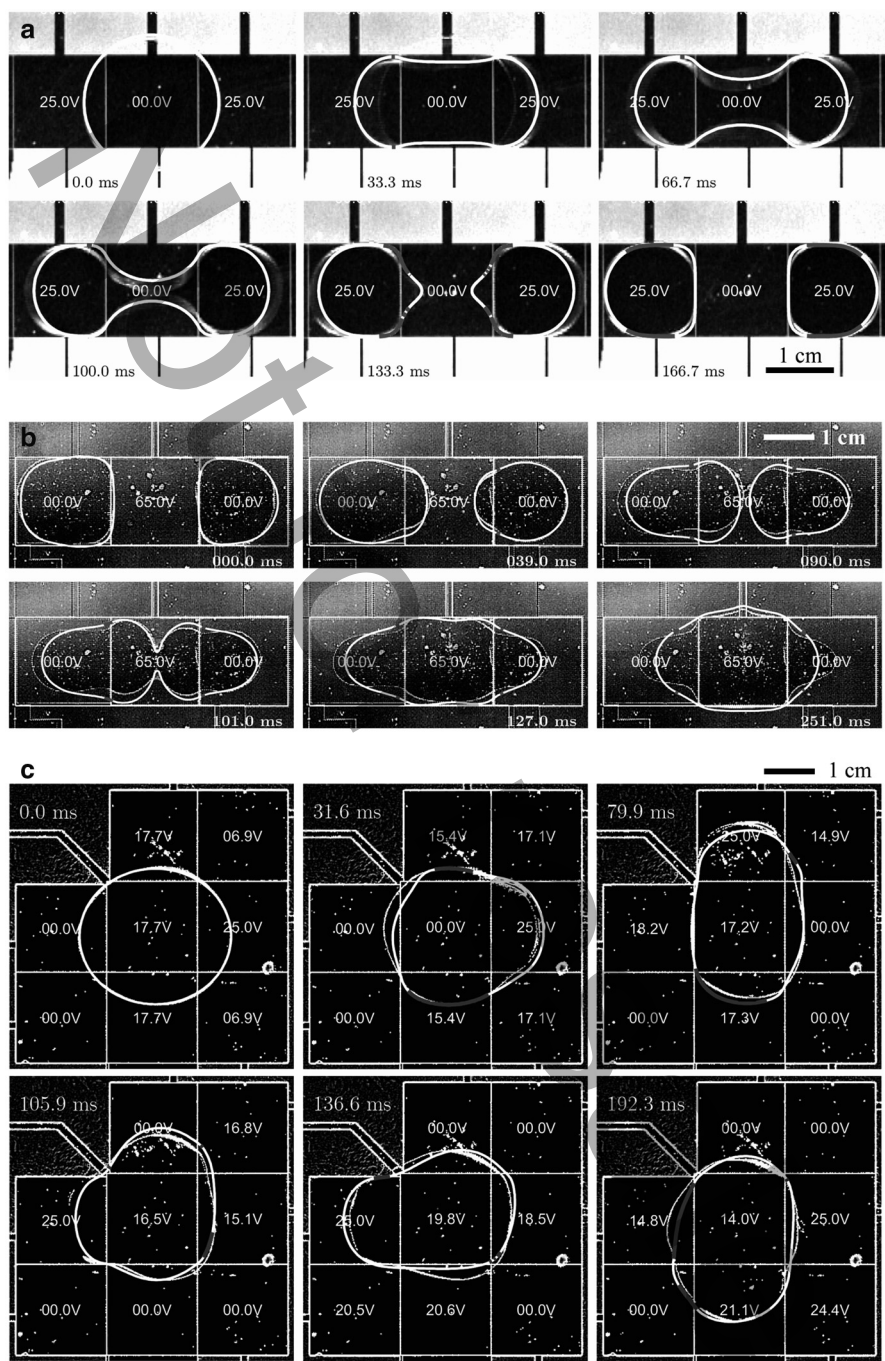 a
25.0V 00.0V 25.0V
0.0 ms
25.0V 00.0V 25.0V
33.3 ms
25.0V 00.0V 25.0V
66.7 ms
25.0V 00.0V 25.0V
100.0 ms
25.0V 00.0V 25.0V
133.3 ms
25.0V 00.0V 25.0V
166.7 ms
1 cm
b
00.0V 65.0V 00.0V
000.0 ms
00.0V 65.0V 00.0V
039.0 ms
1 cm
00.0V 65.0V 00.0V
090.0 ms
00.0V 65.0V 00.0V
101.0 ms
00.0V 65.0V 00.0V
127.0 ms
00.0V 65.0V 00.0V
251.0 ms
c
1 cm
0.0 ms
17.7V 06.9V
00.0V 17.7V 25.0V
00.0V 17.7V 06.9V
31.6 ms
15.4V 17.1V
00.0V 00.0V 25.0V
00.0V 15.4V 17.1V
79.9 ms
25.0V 14.9V
18.2V 17.2V 00.0V
00.0V 17.3V 00.0V
105.9 ms
00.0V 16.8V
25.0V 16.5V 15.1V
00.0V 00.0V 00.0V
136.6 ms
00.0V 00.0V
25.0V 19.8V 18.5V
20.5V 20.6V 00.0V
192.3 ms
00.0V 00.0V
14.8V 14.0V 25.0V
00.0V 21.1V 24.4V